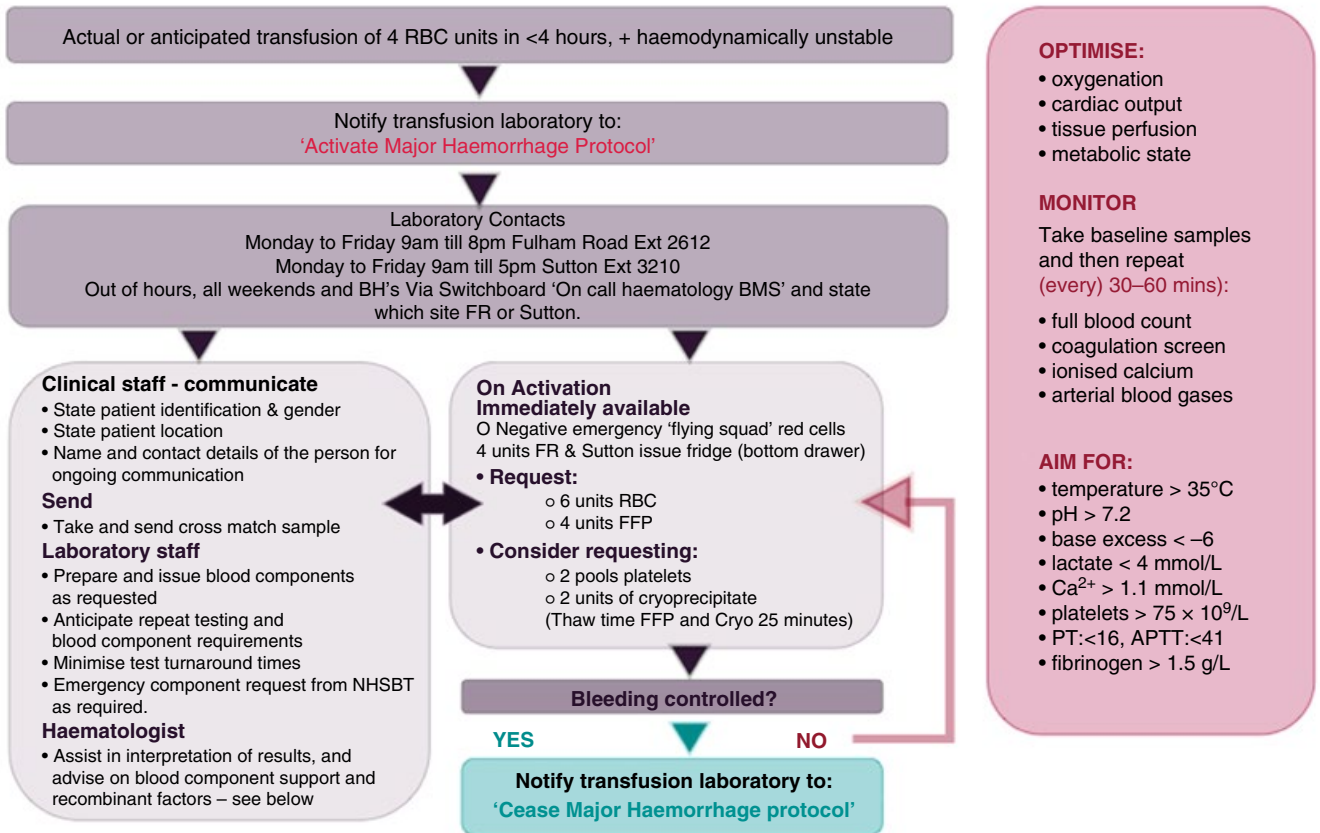 Actual or anticipated transfusion of 4 RBC units in <4 hours, + haemodynamically unstable
Notify transfusion laboratory to:
‘Activate Major Haemorrhage Protocol’
Laboratory Contacts
Monday to Friday 9am till 8pm Fulham Road Ext 2612
Monday to Friday 9am till 5pm Sutton Ext 3210
Out of hours, all weekends and BH's Via Switchboard ‘On call haematology BMS’ and state
which site FR or Sutton.
Clinical staff - communicate
• State patient identification & gender
• State patient location
• Name and contact details of the person for
ongoing communication
Send
• Take and send cross match sample
Laboratory staff
• Prepare and issue blood components
as requested
• Anticipate repeat testing and
blood component requirements
• Minimise test turnaround times
• Emergency component request from NHSBT
as required.
Haematologist
• Assist in interpretation of results, and
advise on blood component support and
recombinant factors – see below
On Activation
Immediately available
O Negative emergency ‘flying squad’ red cells
4 units FR & Sutton issue fridge (bottom drawer)
• Request:
o 6 units RBC
o 4 units FFP
• Consider requesting:
o 2 pools platelets
o 2 units of cryoprecipitate
(Thaw time FFP and Cryo 25 minutes)
Bleeding controlled?
YES
NO
Notify transfusion laboratory to:
‘Cease Major Haemorrhage protocol’
OPTIMISE:
• oxygenation
• cardiac output
• tissue perfusion
• metabolic state
MONITOR
Take baseline samples
and then repeat
(every) 30–60 mins):
• full blood count
• coagulation screen
• ionised calcium
• arterial blood gases
AIM FOR:
• temperature > 35°C
• pH > 7.2
• base excess < –6
• lactate < 4 mmol/L
• Ca²⁺ > 1.1 mmol/L
• platelets > 75 × 10⁹/L
• PT:<16, APTT:<41
• fibrinogen > 1.5 g/L